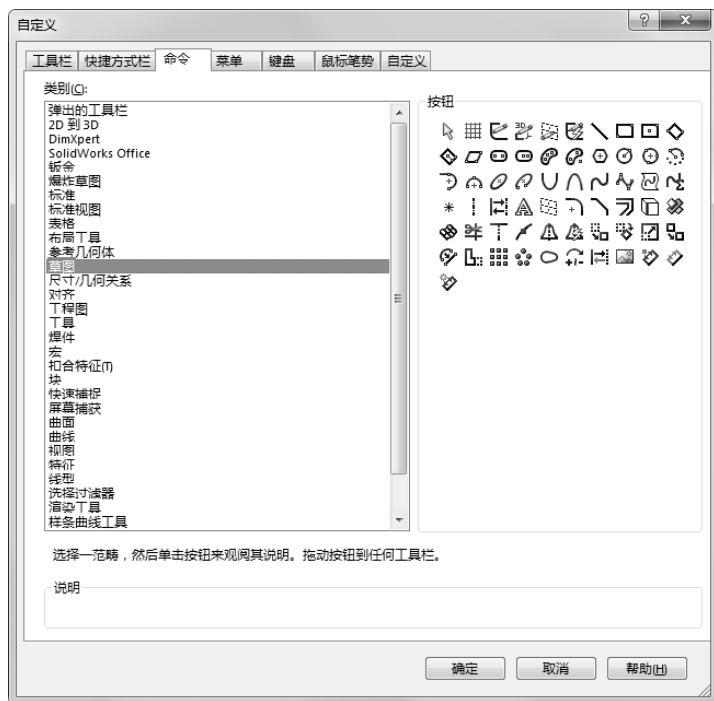 自定义
工具栏 快捷方式栏 命令 菜单 键盘 鼠标笔势 自定义
类别(C):
弹出的工具栏
2D 到 3D
DimXpert
SolidWorks Office
钣金
爆炸草图
标准
标准视图
表格
布局工具
参考几何体
草图
尺寸/几何关系
对齐
工程图
工具
焊件
宏
扣合特征(T)
块
快速捕捉
屏幕捕获
曲面
曲线
视图
特征
线型
选择过滤器
渲染工具
样条曲线工具
按钮
选择一范畴，然后单击按钮来观阅其说明。拖动按钮到任何工具栏。
说明
确定 取消 帮助(H)